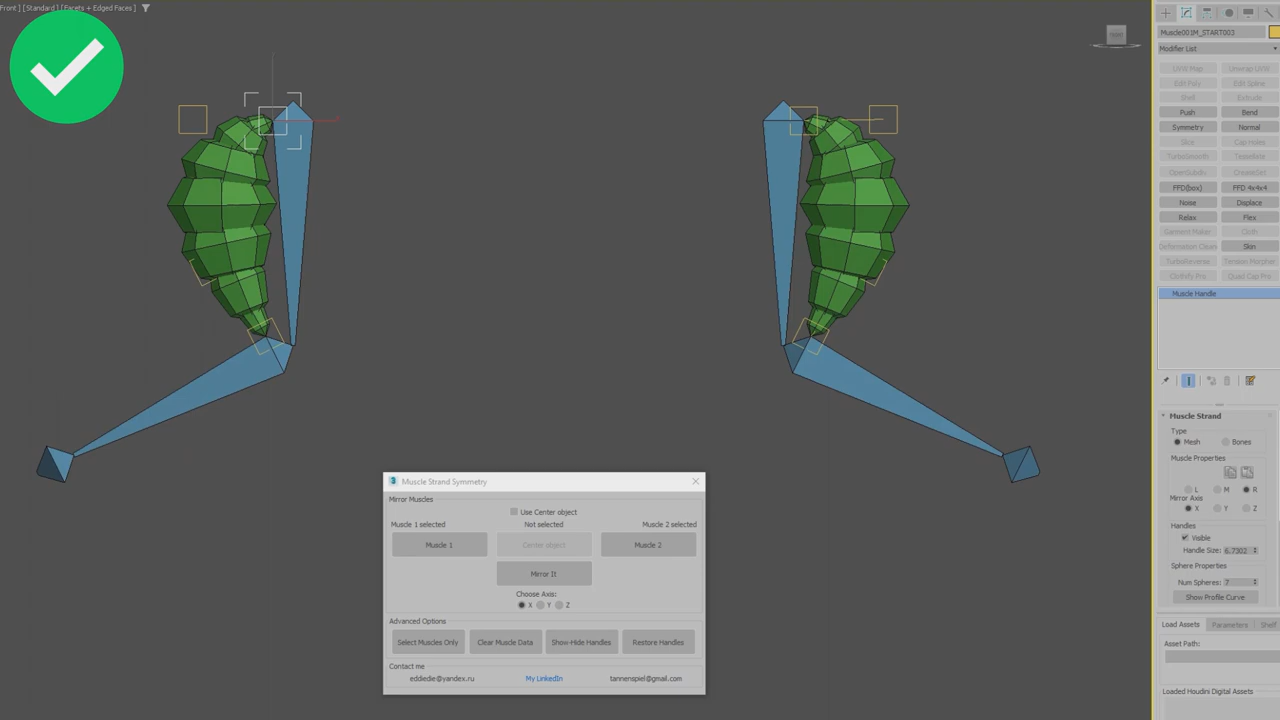 Front ] [Standard ] [Facets + Edged Faces ]
Muscle001M_START003
Modifier List
UVW Map Unwrap UVW
Edit Poly Edit Spline
Shell Extrude
Push Bend
Symmetry Normal
Slice Cap Holes
TurboSmooth Tessellate
OpenSubdiv CreaseSet
FFD(box) FFD 4x4x4
Noise Displace
Relax Flex
Garment Maker Cloth
Deformation Clean Skin
TurboReverse Tension Morpher
Clothify Pro Quad Cap Pro
Muscle Handle
Muscle Strand
Type
Mesh Bones
Muscle Properties
L M R
Mirror Axis
X Y Z
Handles
Visible
Handle Size: 6.7302
Sphere Properties
Num Spheres: 7
Show Profile Curve
Load Assets Parameters Shelf
Asset Path:
Loaded Houdini Digital Assets
3 Muscle Strand Symmetry
Mirror Muscles
Use Center object
Muscle 1 selected Not selected Muscle 2 selected
Muscle 1 Center object Muscle 2
Mirror It
Choose Axis:
X Y Z
Advanced Options
Select Muscles Only Clear Muscle Data Show-Hide Handles Restore Handles
Contact me
eddiedie@yandex.ru My LinkedIn tannenspiel@gmail.com